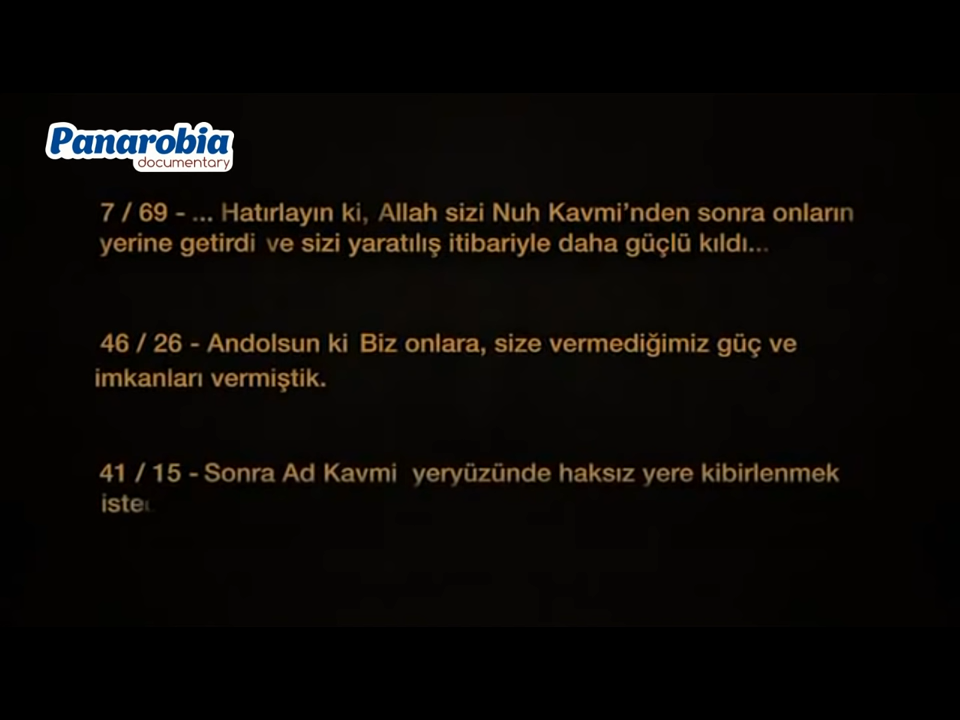 Panarobia
documentary
7 / 69 - ... Hatırlayın ki, Allah sizi Nuh Kavmi'nden sonra onların
yerine getirdi ve sizi yaratılış itibariyle daha güçlü kıldı...
46 / 26 - Andolsun ki Biz onlara, size vermediğimiz güç ve
imkanları vermiştik.
41 / 15 - Sonra Ad Kavmi yeryüzünde haksız yere kibirlenmek